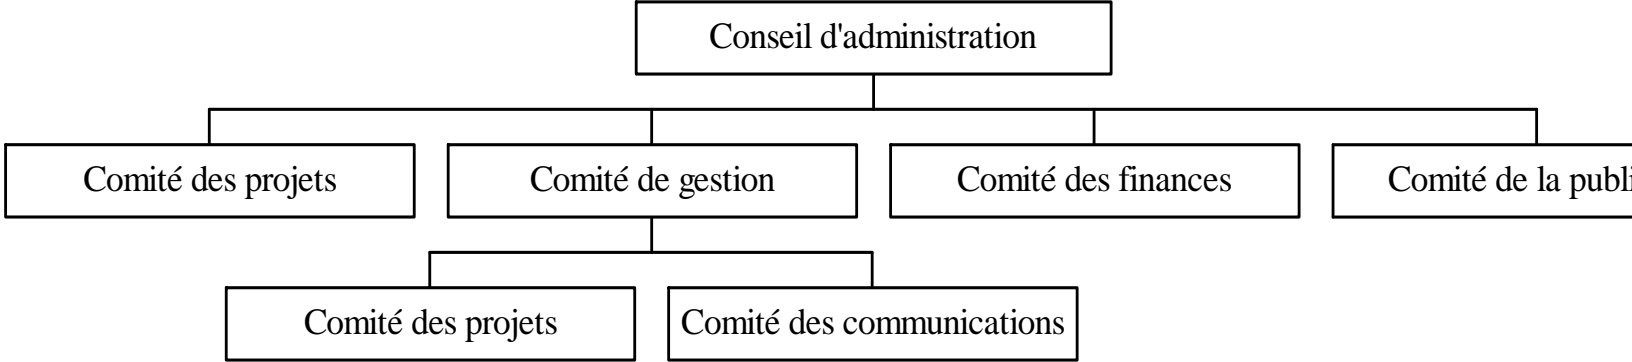 Conseil d'administration
Comité des projets
Comité de gestion
Comité des finances
Comité de la
Comité des projets
Comité des communications